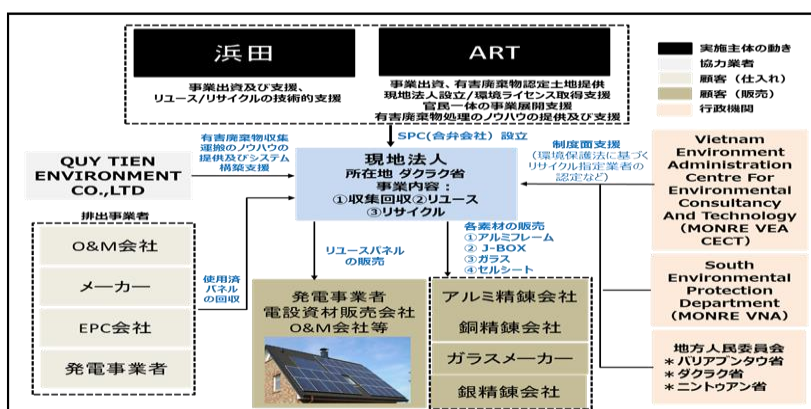 浜田
事業出資及び支援、
リユース/リサイクルの技術的支援
ART
事業出資、有害廃棄物認定土地提供
現地法人設立/環境ライセンス取得支援
官民一体の事業展開支援
有害廃棄物処理のノウハウの提供及び支援
実施主体の動き
協力業者
顧客（仕入れ）
顧客（販売）
行政機関
SPC(合弁会社）設立
有害廃棄物収集
運搬のノウハウの
提供及びシステム
構築支援
QUY TIEN
ENVIRONMENT
CO.,LTD
現地法人
所在地 ダクラク省
事業内容：
①収集回収②リユース
③リサイクル
制度面支援
（環境保護法に基づく
リサイクル指定業者の
認定など）
Vietnam
Environment
Administration
Centre For
Environmental
Consultancy
And Technology
(MONRE VEA
CECT)
排出事業者
O&M会社
メーカー
EPC会社
発電事業者
使用済
パネル
の回収
リユースパネル
の販売
各素材の販売
①アルミフレーム
② J-BOX
③ガラス
④セルシート
発電事業者
電設資材販売会社
O&M会社等
アルミ精錬会社
銅精錬会社
ガラスメーカー
銀精錬会社
South
Environmental
Protection
Department
(MONRE VNA)
地方人民委員会
＊バリアブンタウ省
＊ダクラク省
＊ニントゥアン省